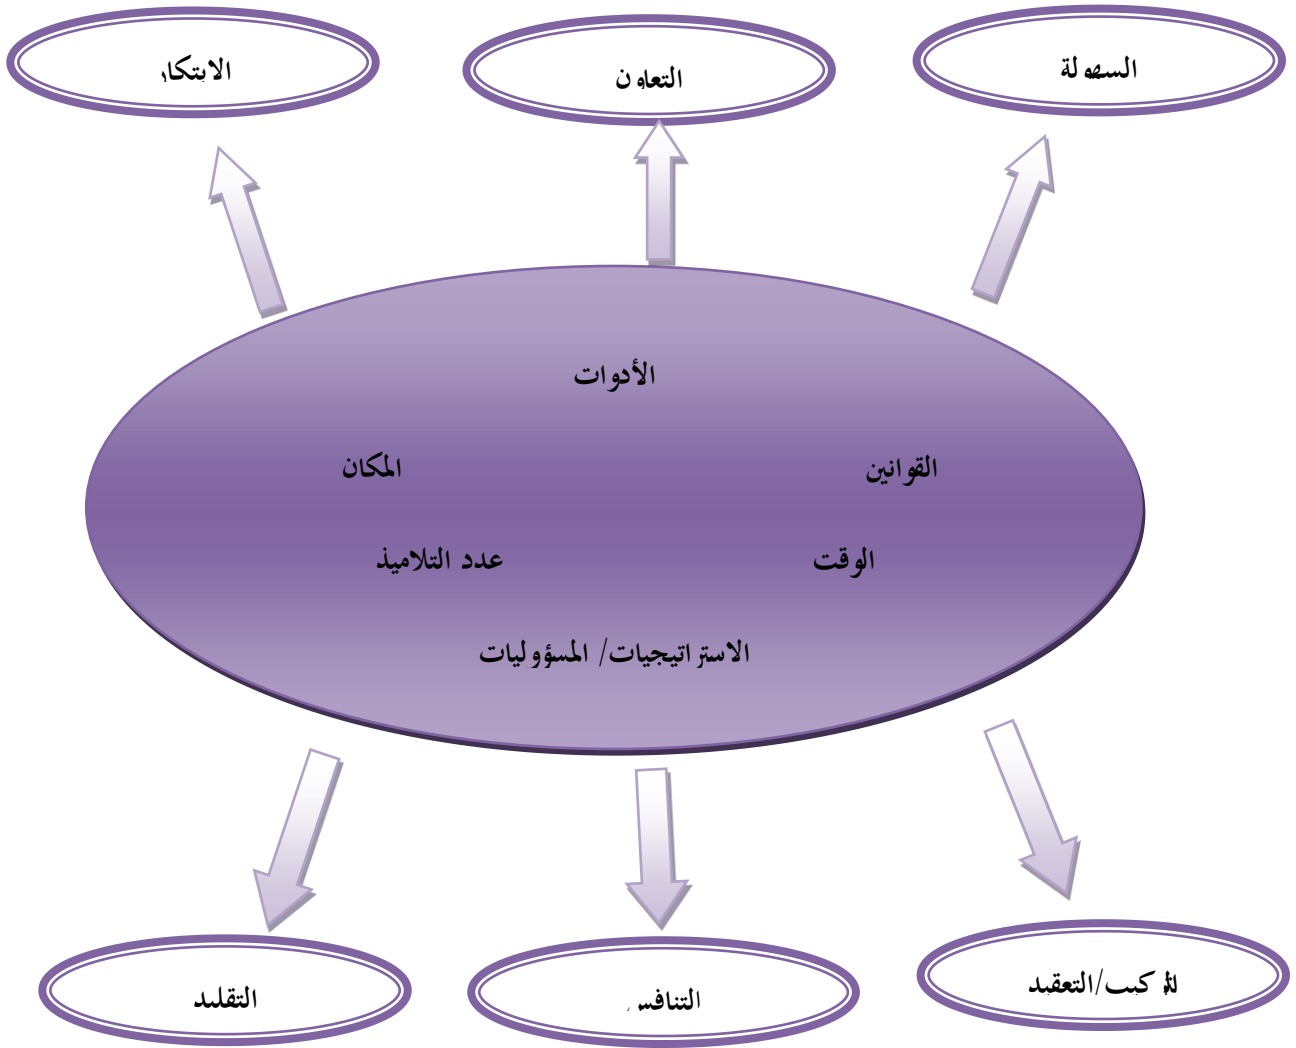 السهولة
التعاون
الابتكار
الأدوات
القوانين
المكان
الوقت
عدد التلاميذ
الاستراتيجيات/ المسؤوليات
التركيب/التعقيد
التنافس
التقليد